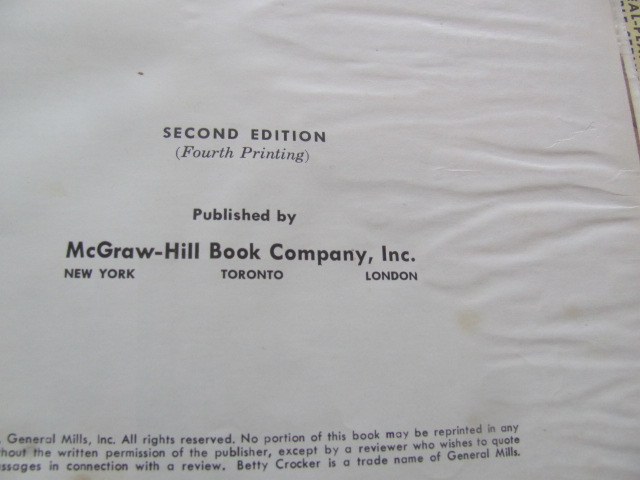 SECOND EDITION
(Fourth Printing)
Published by
McGraw-Hill Book Company, Inc.
NEW YORK TORONTO LONDON
General Mills, Inc. All rights reserved. No portion of this book may be reprinted in any
the written permission of the publisher, except by a reviewer who wishes to quote
in connection with a review. Betty Crocker is a trade name of General Mills.